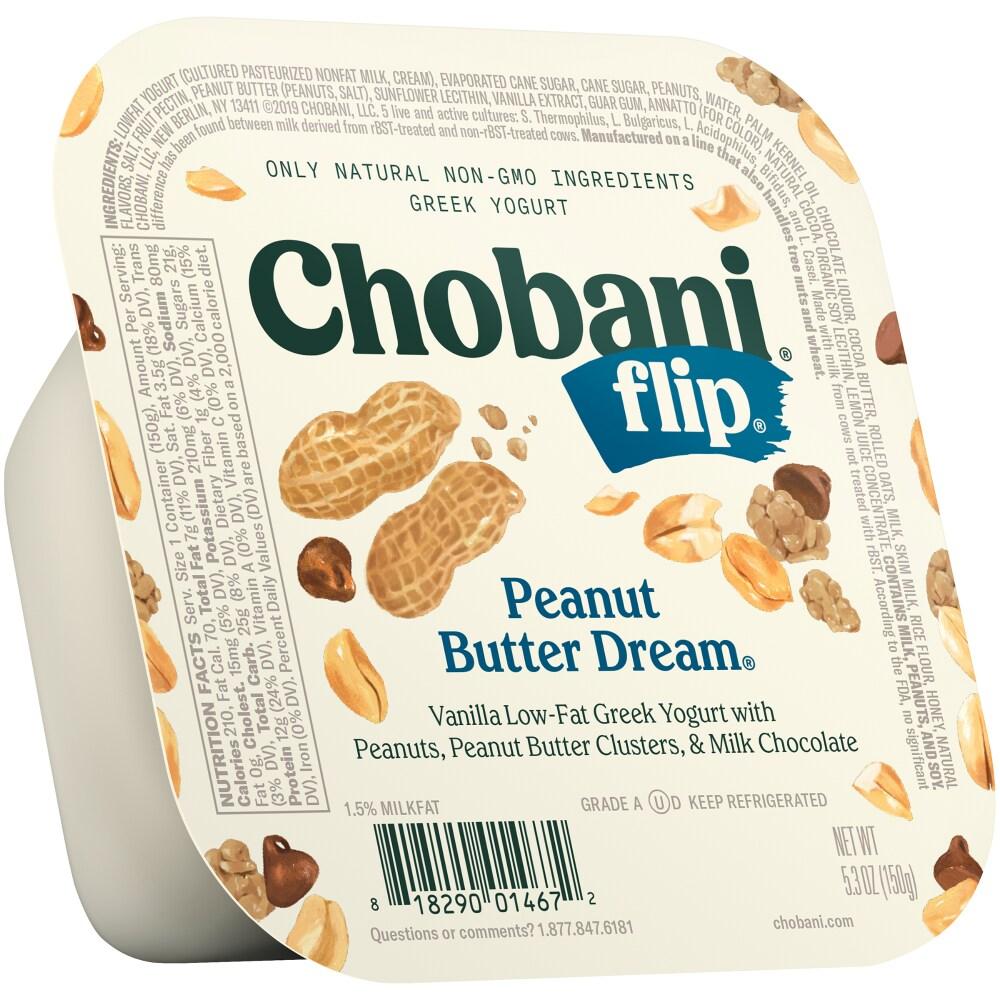 INGREDIENTS: LOWFAT YOGURT (CULTURED PASTEURIZED NONFAT MILK, CREAM), EVAPORATED CANE SUGAR, CANE SUGAR, PEANUTS, WATER, PALM KERNEL OIL, CHOCOLATE LIQUOR, COCOA BUTTER, ROLLED OATS, MILK, SKIM MILK, RICE FLOUR, HONEY, NATURAL
FLAVORS, SALT, FRUIT PECTIN, PEANUT BUTTER (PEANUTS, SALT), SUNFLOWER LECITHIN, VANILLA EXTRACT, GUAR GUM, ANNATTO (FOR COLOR), NATURAL COCOA, ORGANIC SOY LECITHIN, LEMON JUICE CONCENTRATE. CONTAINS MILK, PEANUTS, AND SOY.
CHOBANI, LLC, NEW BERLIN, NY 13411 ©2019 CHOBANI, LLC. 5 live and active cultures: S. Thermophilus, L. Bulgaricus, L. Acidophilus, Bifidus, and L. Casei. Made with milk from cows not treated with rBST. According to the FDA, no significant
difference has been found between milk derived from rBST-treated and non-rBST-treated cows. Manufactured on a line that also handles tree nuts and wheat.
ONLY NATURAL NON-GMO INGREDIENTS
GREEK YOGURT
Chobani®
flip®
Peanut
Butter Dream®
Vanilla Low-Fat Greek Yogurt with
Peanuts, Peanut Butter Clusters, & Milk Chocolate
NUTRITION FACTS Serv. Size 1 Container (150g), Amount Per Serving:
Calories 210, Fat Cal. 70, Total Fat 7g (11% DV), Sat. Fat 3.5g (18% DV), Trans
Fat 0g, Cholest. 15mg (5% DV), Potassium 210mg (6% DV), Sodium 80mg
(3% DV), Total Carb. 25g (8% DV), Dietary Fiber 1g (4% DV), Sugars 21g,
Protein 12g (24% DV), Vitamin A (0% DV), Vitamin C (0% DV), Calcium (15%
DV), Iron (0% DV). Percent Daily Values (DV) are based on a 2,000 calorie diet.
1.5% MILKFAT
GRADE A UD KEEP REFRIGERATED
8 18290 01467 2
Questions or comments? 1.877.847.6181
NET WT
5.3 OZ (150g)
chobani.com